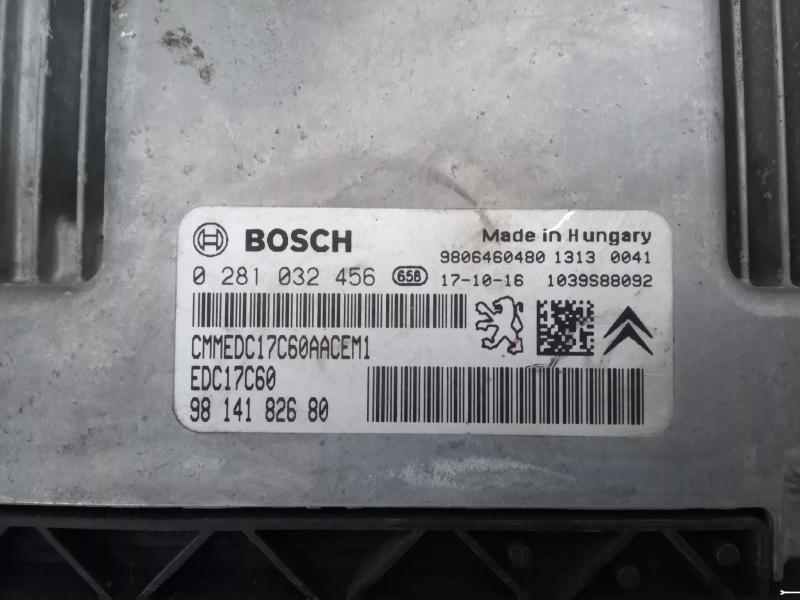 BOSCH
Made in Hungary
9806460480 1313 0041
0 281 032 456 65B 17-10-16 1039S88092
CMMEDC17C60AACEM1
EDC17C60
98 141 826 80